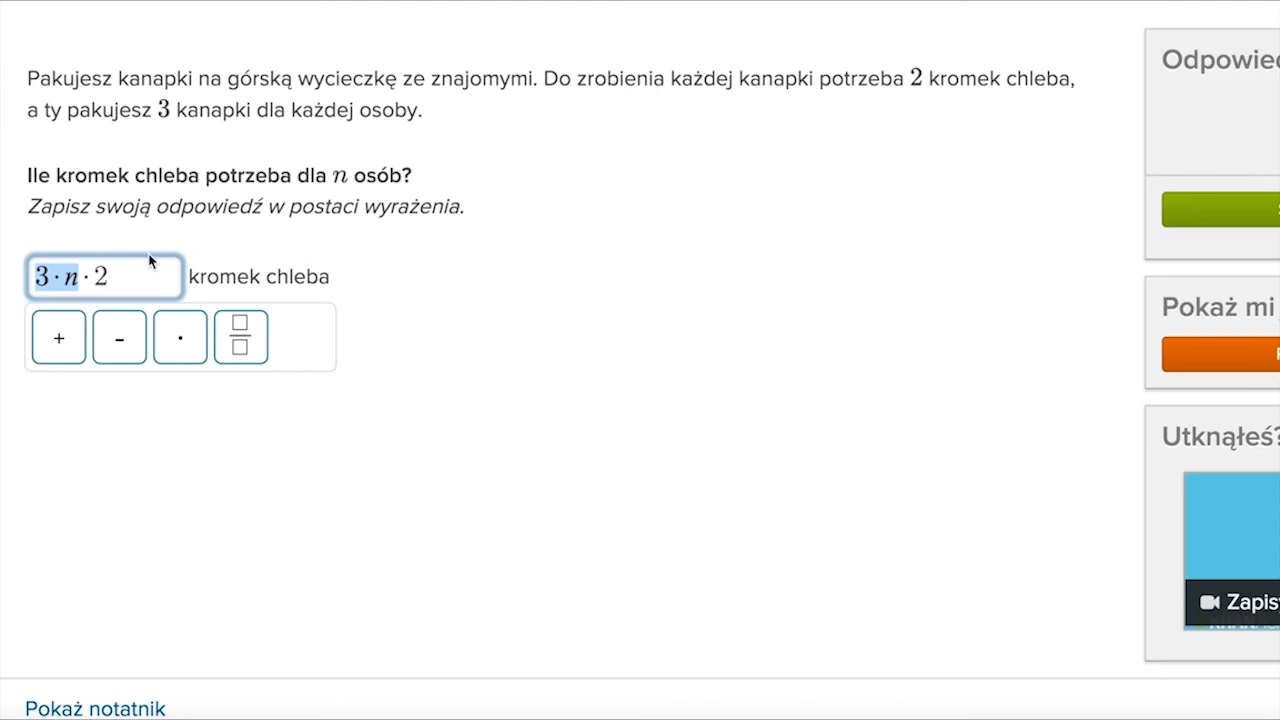 Pakujesz kanapki na górską wycieczkę ze znajomymi. Do zrobienia każdej kanapki potrzeba 2 kromek chleba,
a ty pakujesz 3 kanapki dla każdej osoby.
Ile kromek chleba potrzeba dla n osób?
Zapisz swoją odpowiedź w postaci wyrażenia.
3 · n · 2 kromek chleba
+ - ·
Odpowied
Pokaż mi
Utknąłeś?
Zapis
Pokaż notatnik